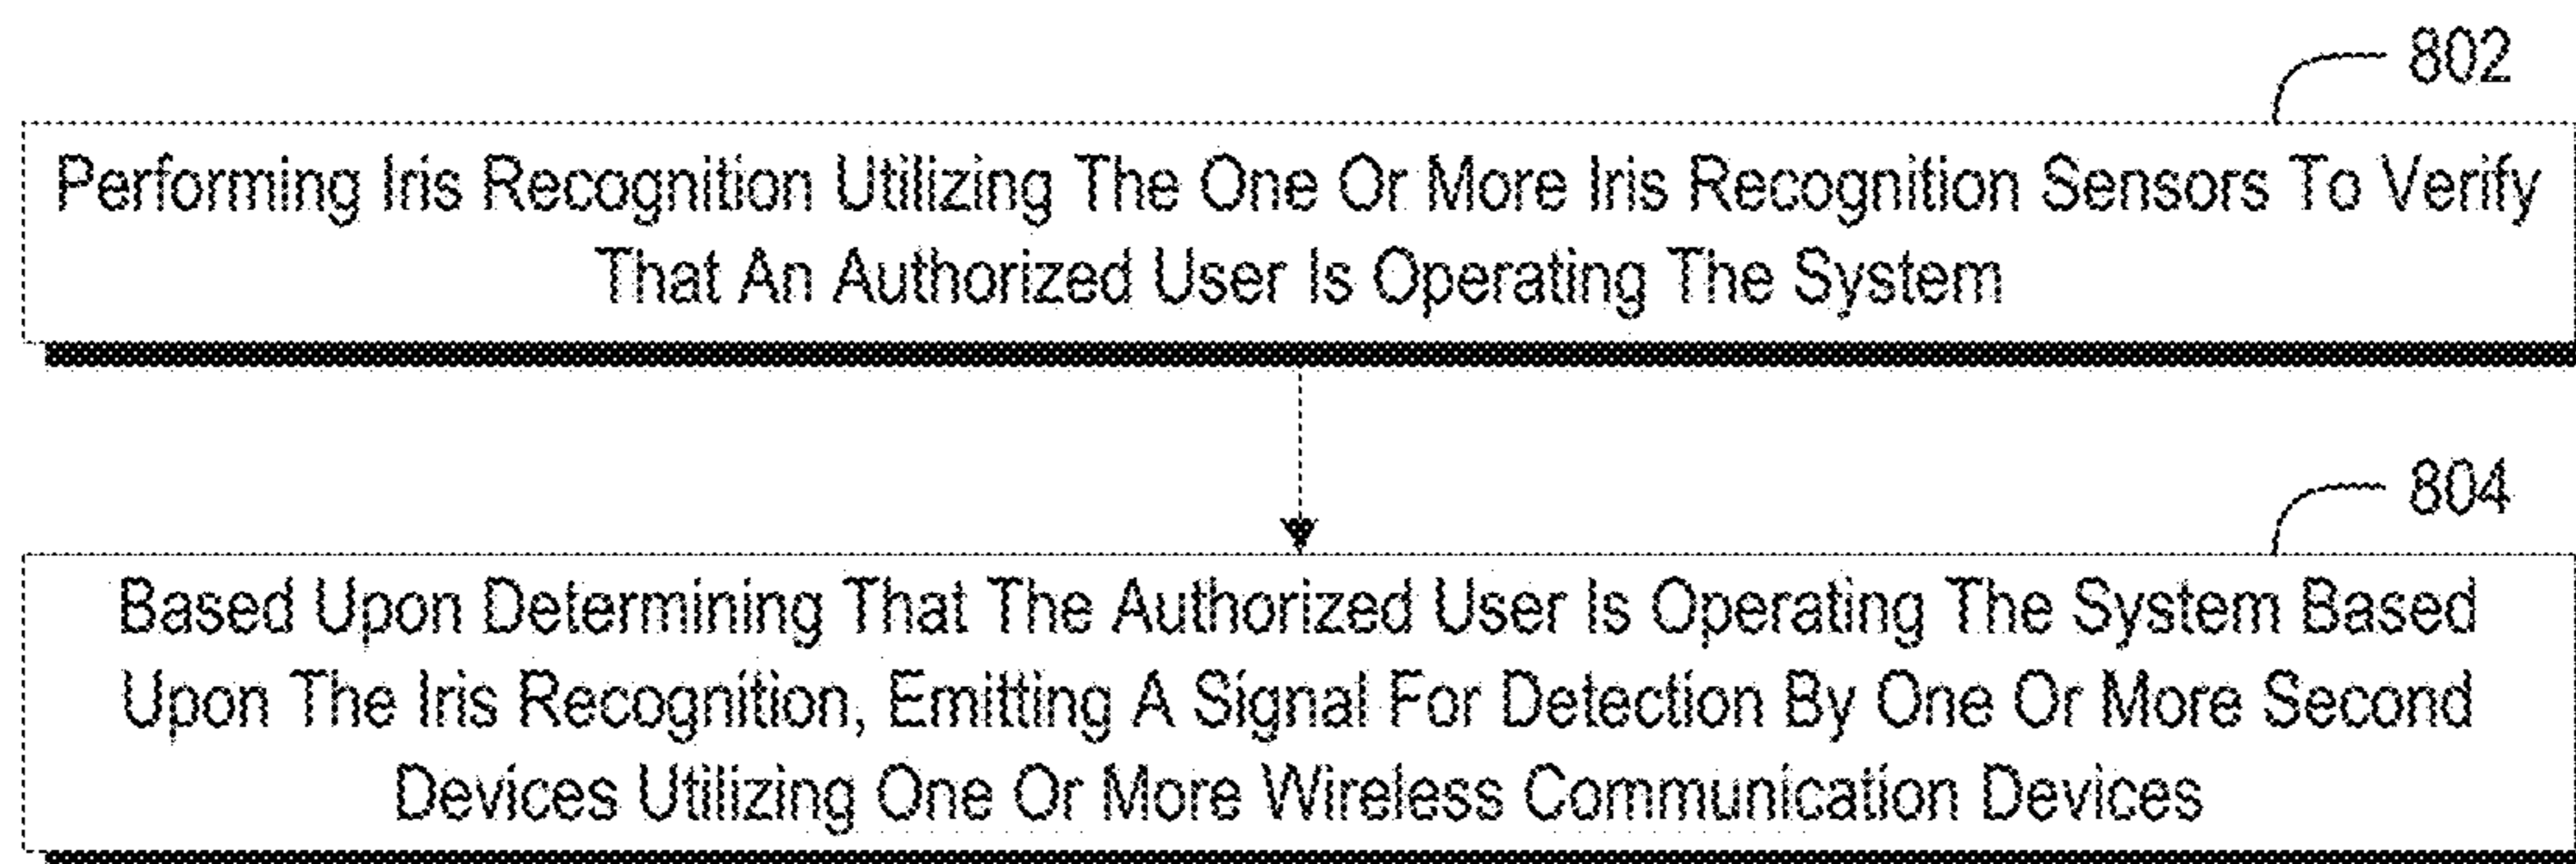 802
Performing Iris Recognition Utilizing The One Or More Iris Recognition Sensors To Verify
That An Authorized User Is Operating The System
804
Based Upon Determining That The Authorized User Is Operating The System Based
Upon The Iris Recognition, Emitting A Signal For Detection By One Or More Second
Devices Utilizing One Or More Wireless Communication Devices